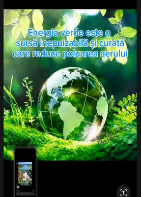 Energia verde este o
sursă inepuizabilă și curată
care reduce poluarea aerului